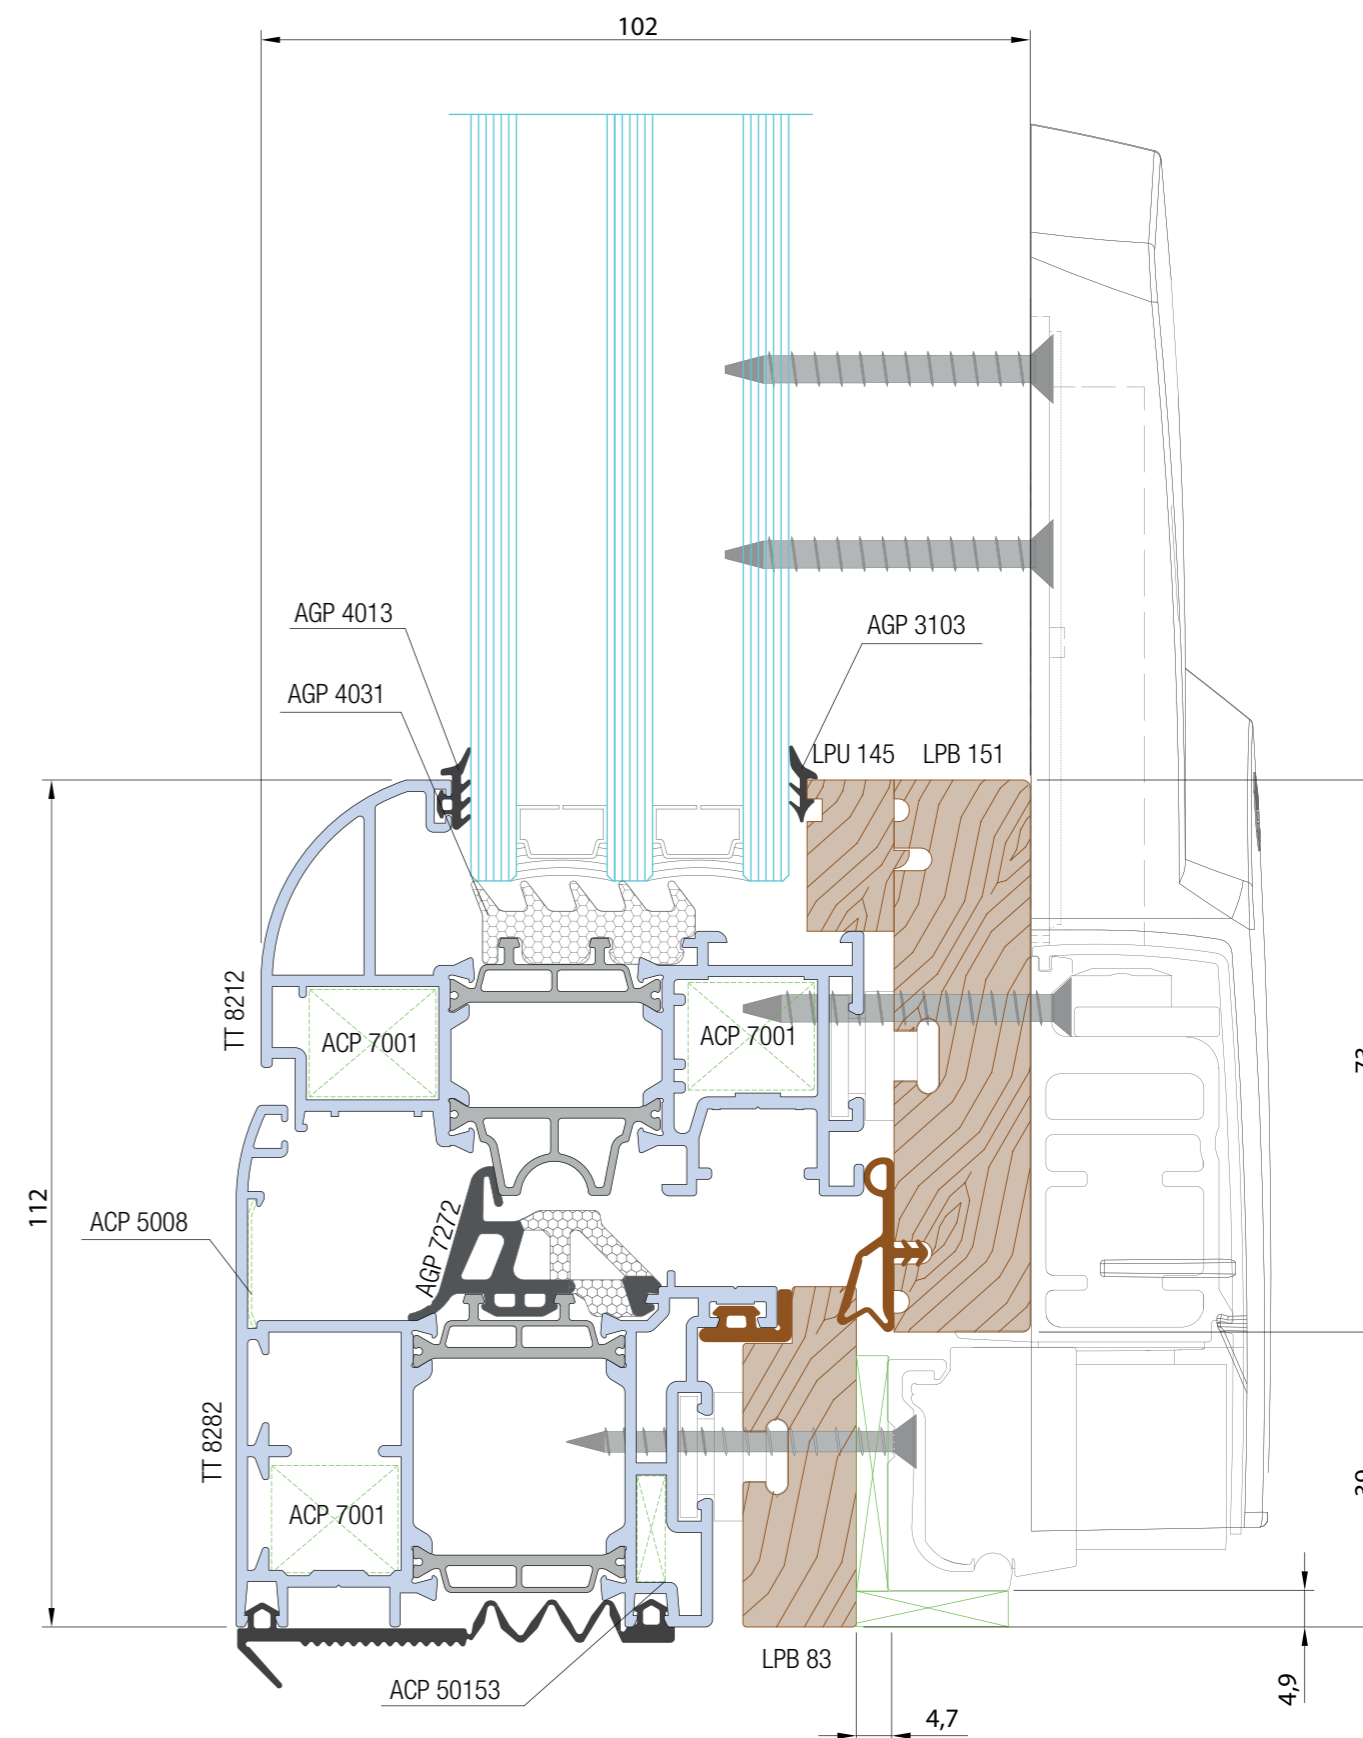 102
AGP 4013
AGP 3103
AGP 4031
LPU 145
LPB 151
TT 8212
ACP 7001
ACP 7001
112
ACP 5008
AGP 7272
TT 8282
ACP 7001
LPB 83
ACP 50153
4,9
4,7